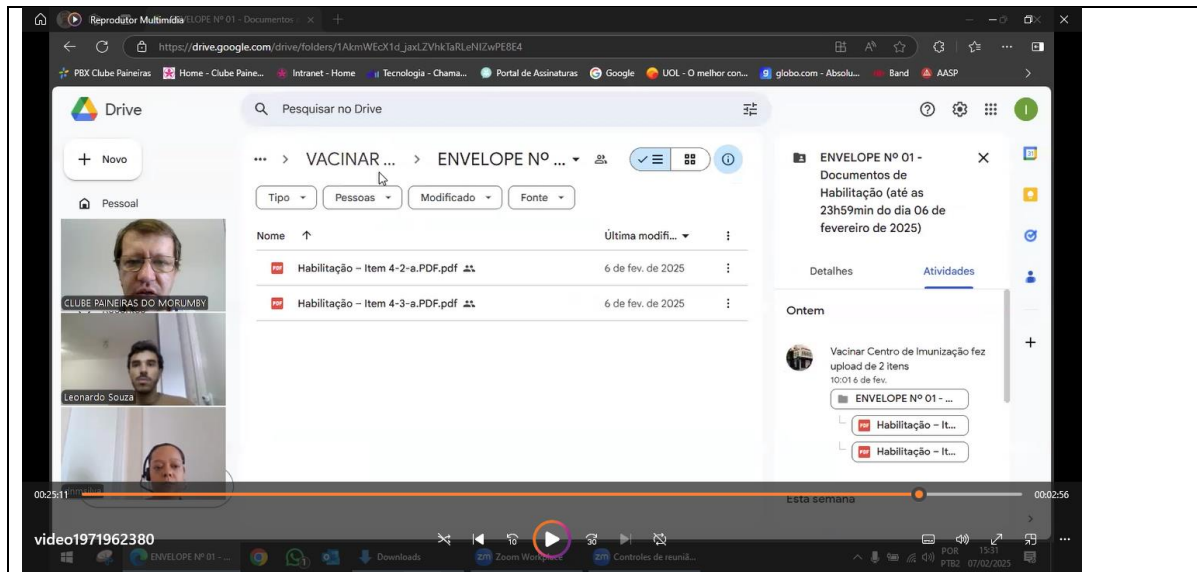 Reprodutor Multimídia
ELOPE Nº 01 - Documentos
https://drive.google.com/drive/folders/1AkmWEcX1d_jaxLZVhkTaRLeNIZwPE8E4
PBX Clube Paineiras
Home - Clube Paine...
Intranet - Home
Tecnologia - Chama...
Portal de Assinaturas
Google
UOL - O melhor con...
globo.com - Absolu...
Band
AASP
Drive
Pesquisar no Drive
I
Novo
... > VACINAR ... > ENVELOPE Nº ...
Tipo
Pessoas
Modificado
Fonte
Pessoal
Nome
Última modifi...
Habilitação – Item 4-2-a.PDF.pdf
6 de fev. de 2025
Habilitação – Item 4-3-a.PDF.pdf
6 de fev. de 2025
ENVELOPE Nº 01 -
Documentos de
Habilitação (até as
23h59min do dia 06 de
fevereiro de 2025)
Detalhes
Atividades
Ontem
Vacinar Centro de Imunização fez
upload de 2 itens
10:01 6 de fev.
ENVELOPE Nº 01 - ...
Habilitação – It...
Habilitação – It...
Esta semana
CLUBE PAINEIRAS DO MORUMBY
Leonardo Souza
00:25:11
00:02:56
video1971962380
10
30
ENVELOPE Nº 01 - ...
Downloads
Zoom Workplace
Controles de reuniã...
POR
PTB2
15:31
07/02/2025